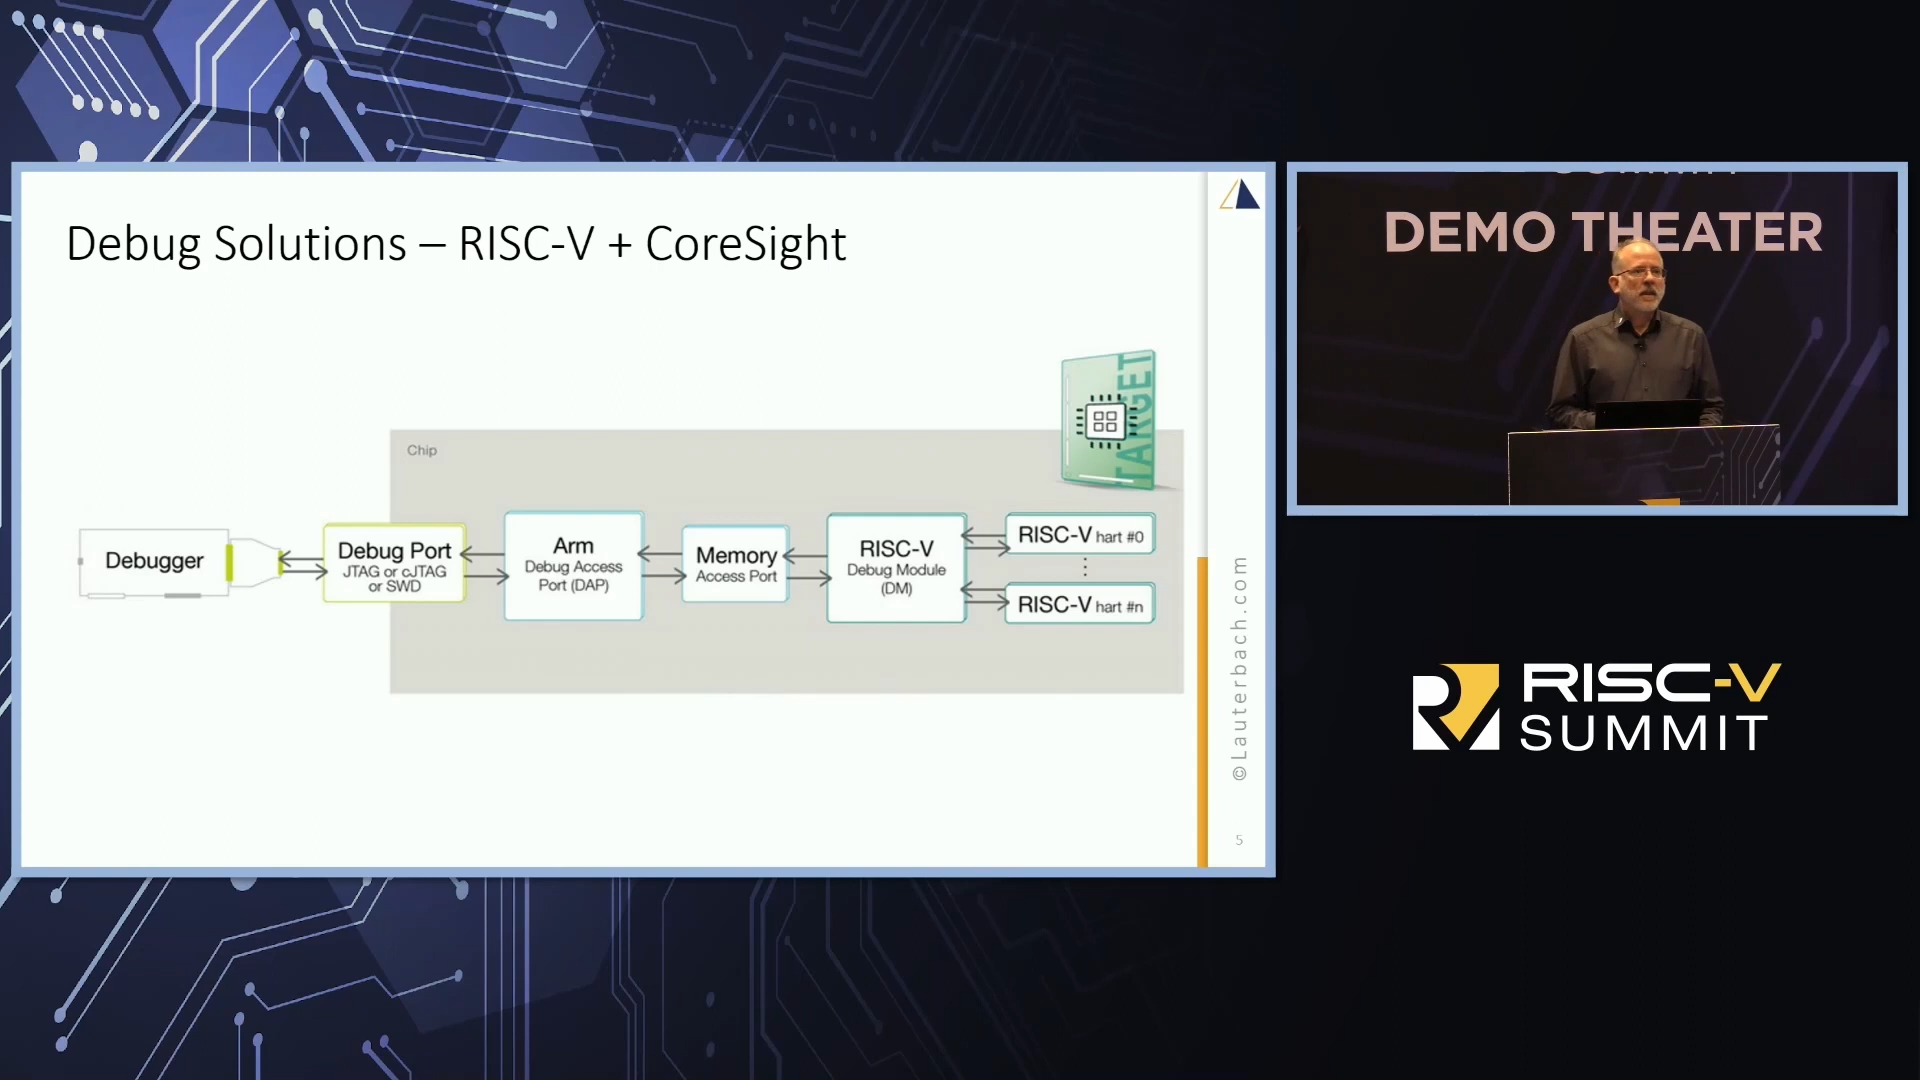 Debug Solutions – RISC-V + CoreSight
TARGET
Chip
Debugger
Debug Port
JTAG or cJTAG
or SWD
Arm
Debug Access
Port (DAP)
Memory
Access Port
RISC-V
Debug Module
(DM)
RISC-V hart #0
RISC-V hart #n
©Lauterbach.com
5
DEMO THEATER
RISC-V
SUMMIT